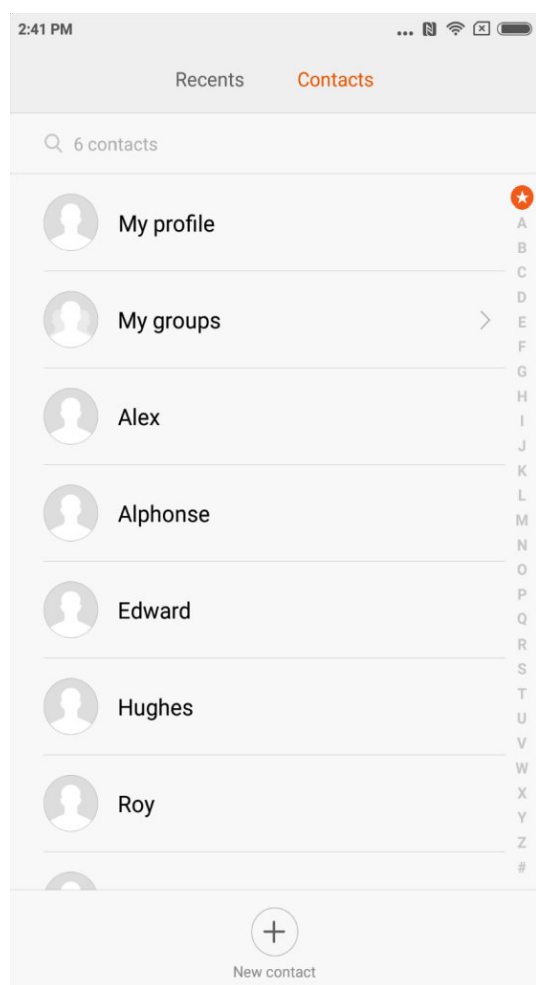 2:41 PM
Recents Contacts
6 contacts
My profile
My groups
Alex
Alphonse
Edward
Hughes
Roy
A
B
C
D
E
F
G
H
I
J
K
L
M
N
O
P
Q
R
S
T
U
V
W
X
Y
Z
#
New contact